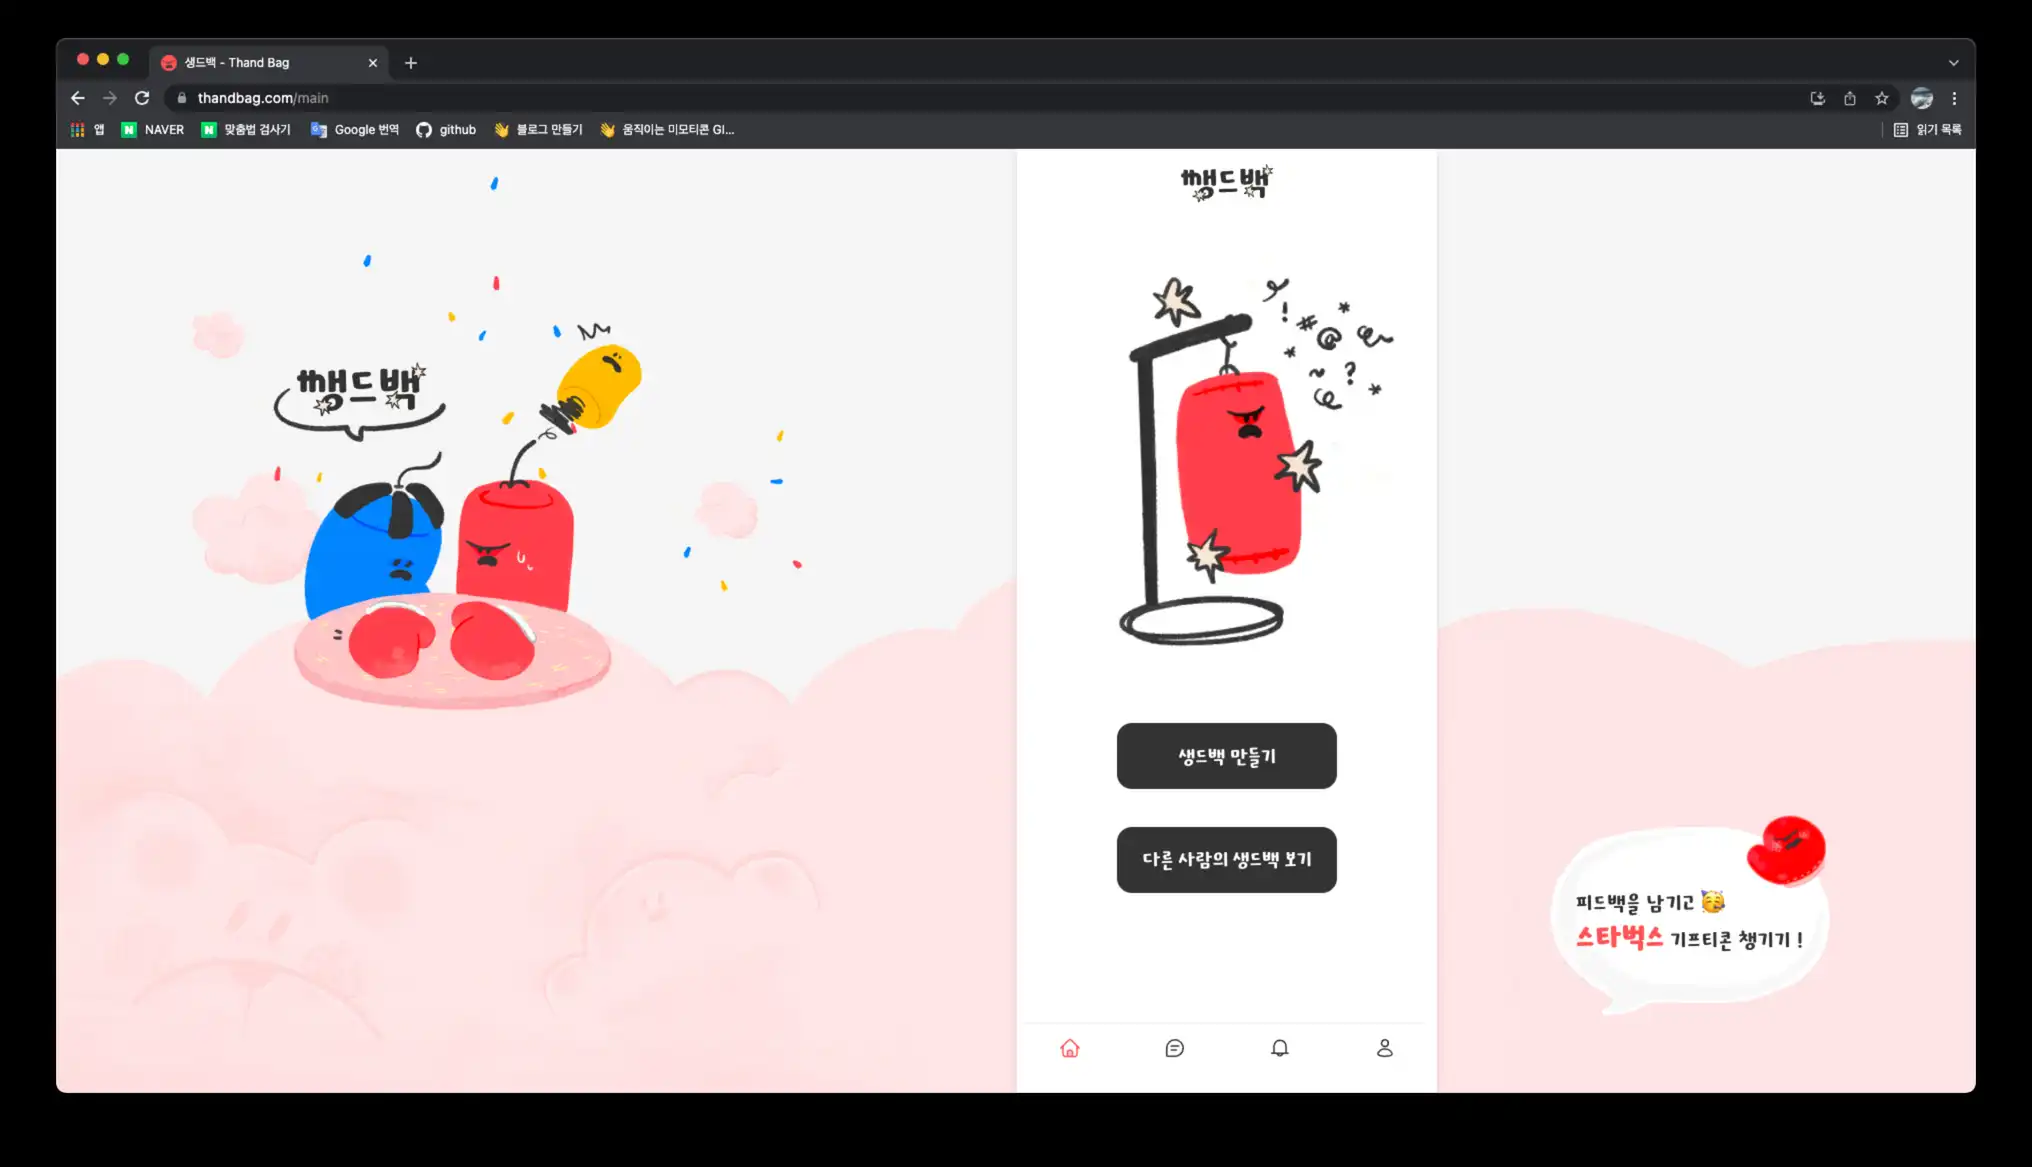 생드백 - Thand Bag
thandbag.com/main
앱 NAVER 맞춤법 검사기 Google 번역 github 블로그 만들기 움직이는 미모티콘 GI... 읽기 목록
쌩드백
쌩드백
! # @ * * ~ ? *
생드백 만들기
다른 사람의 생드백 보기
피드백을 남기고 🥳
스타벅스 기프티콘 챙기기 !